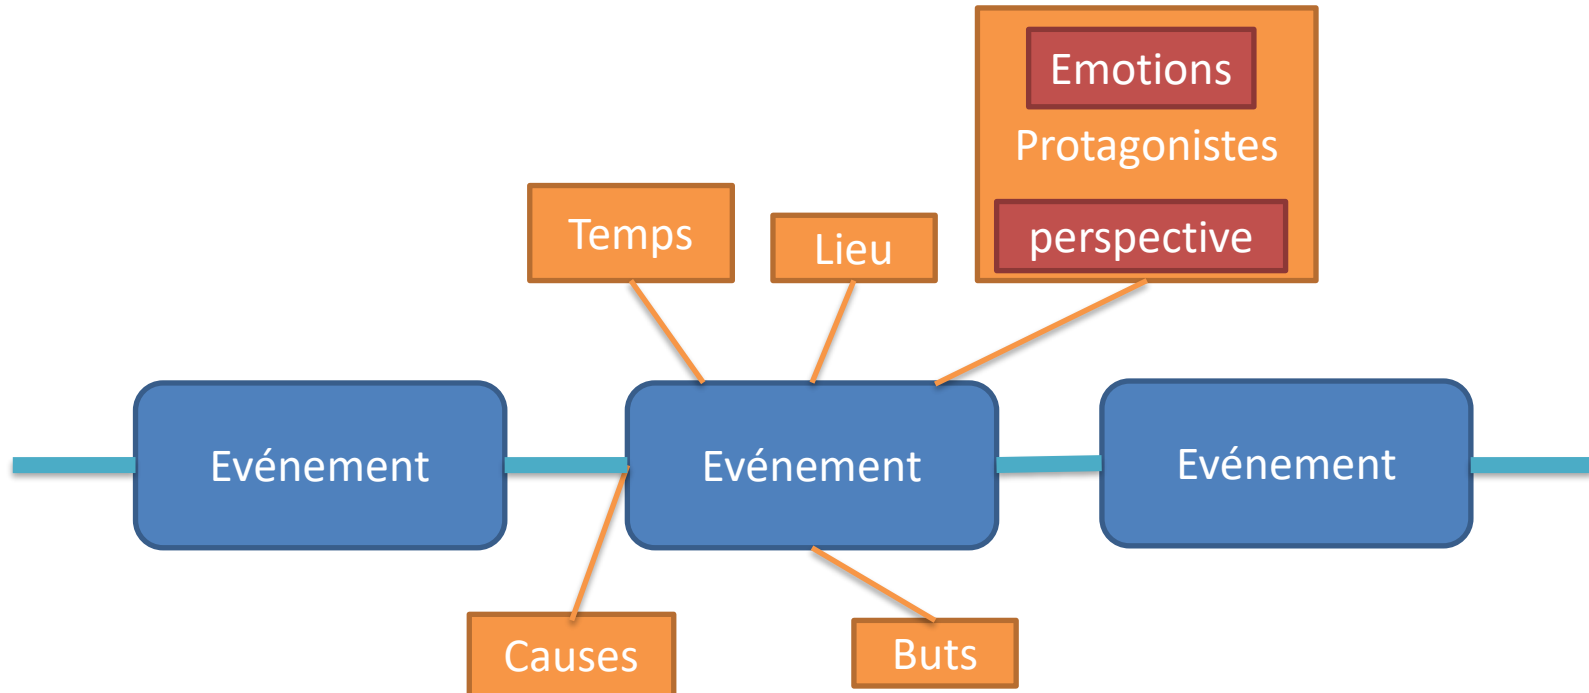 Emotions
Protagonistes
perspective
Temps
Lieu
Evénement
Evénement
Evénement
Causes
Buts